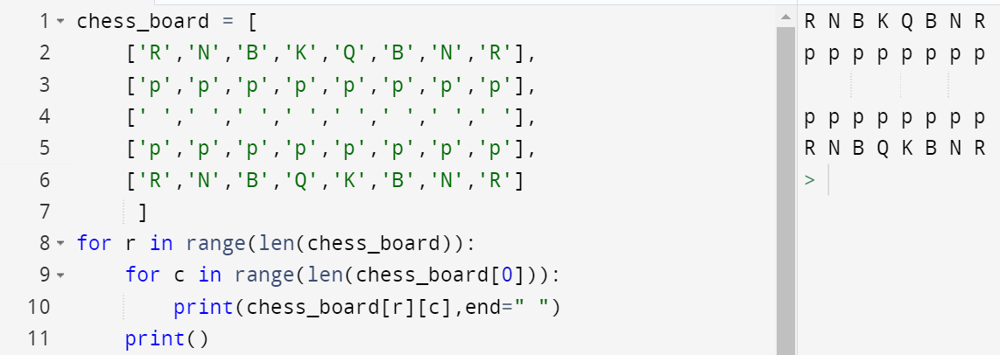 1 chess_board = [
2 ['R','N','B','K','Q','B','N','R'],
3 ['p','p','p','p','p','p','p','p'],
4 [' ',' ',' ',' ',' ',' ',' ',' '],
5 ['p','p','p','p','p','p','p','p'],
6 ['R','N','B','Q','K','B','N','R']
7 ]
8 for r in range(len(chess_board)):
9 for c in range(len(chess_board[0])):
10 print(chess_board[r][c],end=" ")
11 print()
R N B K Q B N R
p p p p p p p p
p p p p p p p p
R N B Q K B N R
>